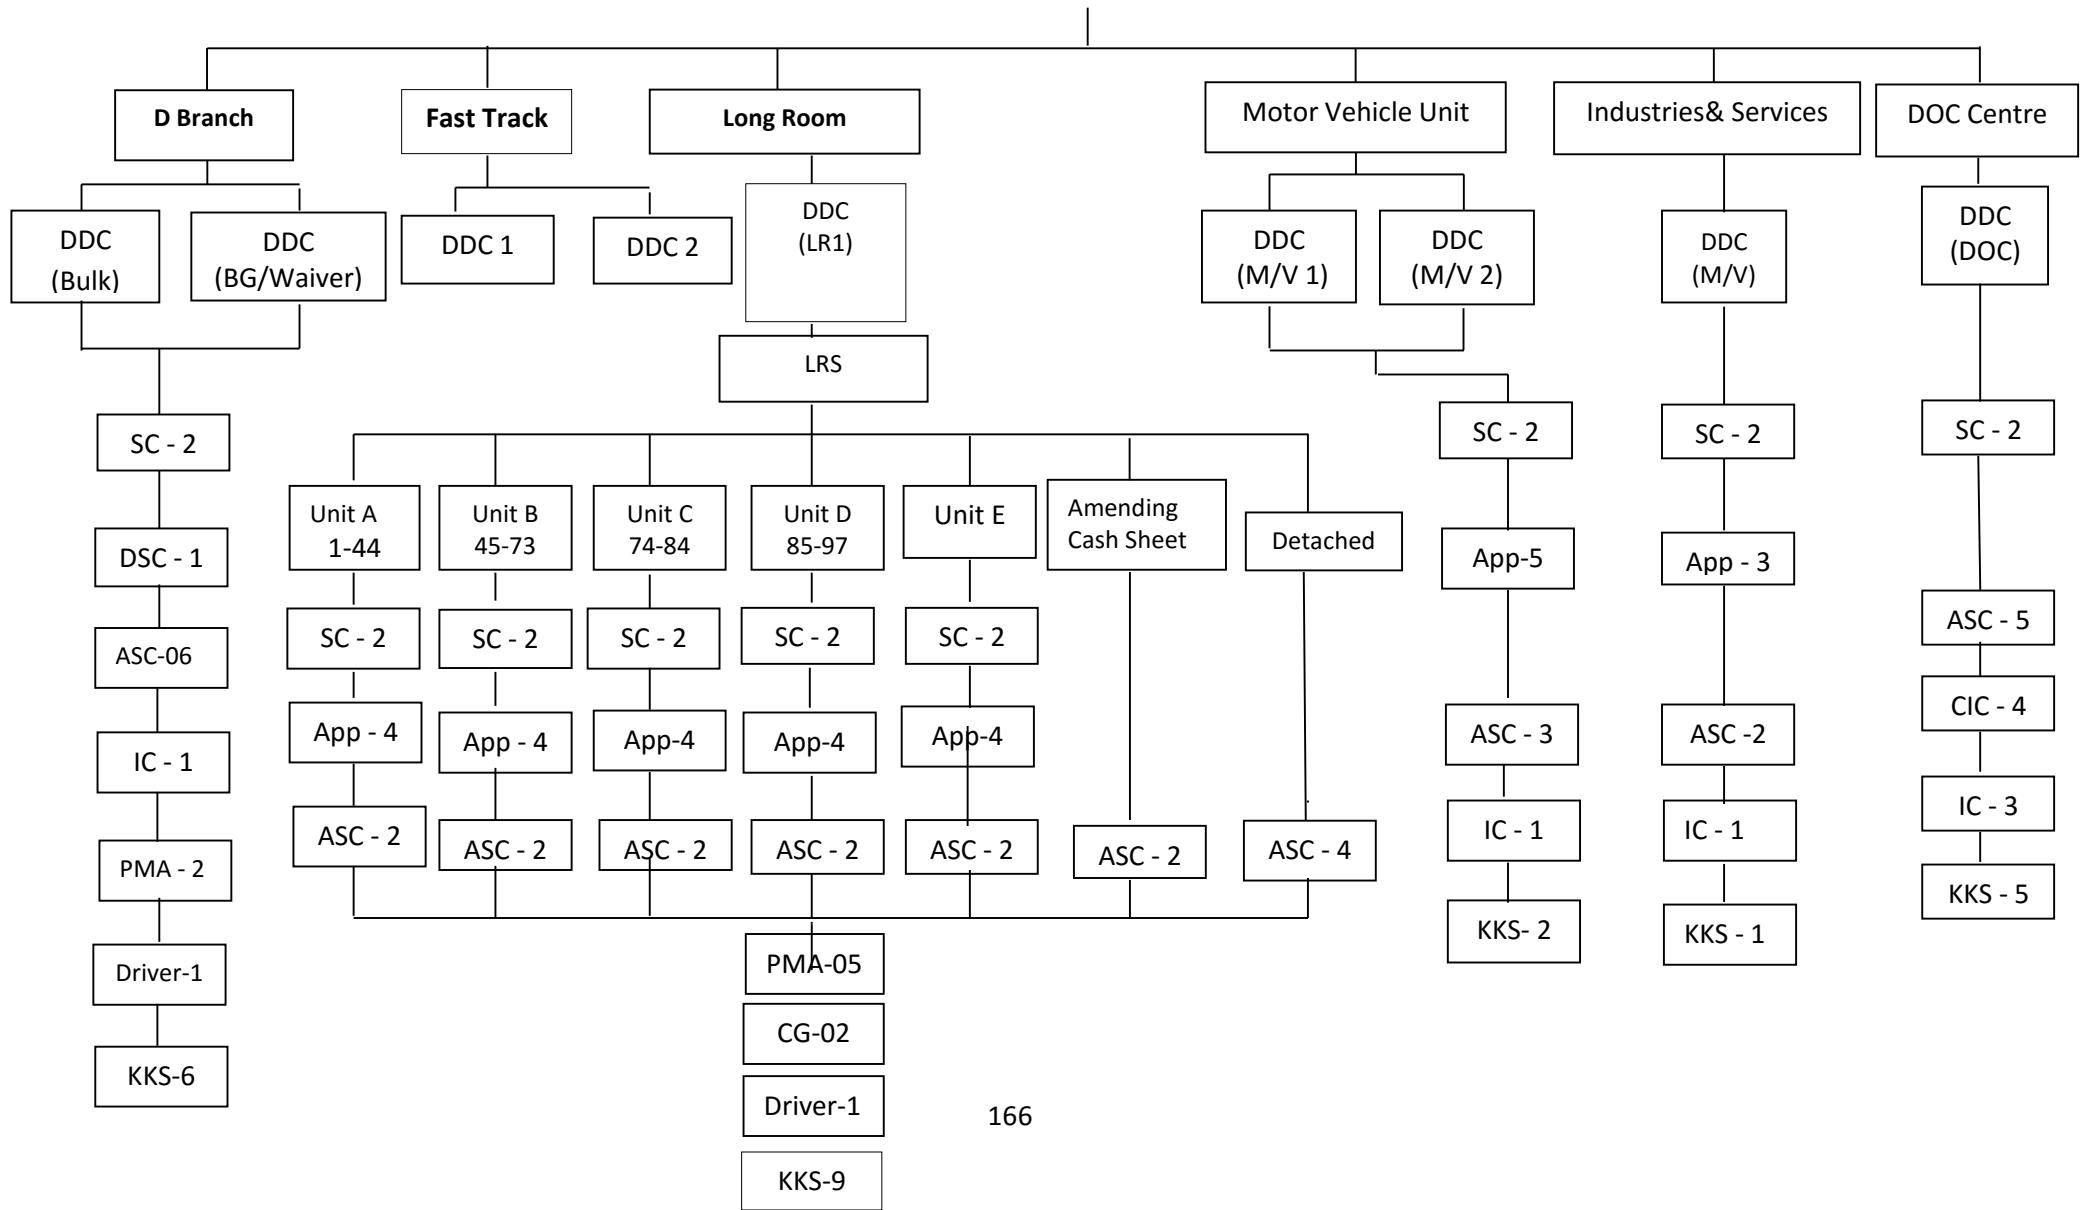 D Branch
Fast Track
Long Room
Motor Vehicle Unit
Industries& Services
DOC Centre
DDC
(Bulk)
DDC
(BG/Waiver)
DDC 1
DDC 2
DDC
(LR1)
DDC
(M/V 1)
DDC
(M/V 2)
DDC
(M/V)
DDC
(DOC)
LRS
SC - 2
DSC - 1
ASC-06
IC - 1
PMA - 2
Driver-1
KKS-6
Unit A
1-44
SC - 2
App - 4
ASC - 2
Unit B
45-73
SC - 2
App - 4
ASC - 2
Unit C
74-84
SC - 2
App-4
ASC - 2
Unit D
85-97
SC - 2
App-4
ASC - 2
Unit E
SC - 2
App-4
ASC - 2
Amending
Cash Sheet
ASC - 2
Detached
ASC - 4
PMA-05
CG-02
Driver-1
KKS-9
SC - 2
App-5
ASC - 3
IC - 1
KKS- 2
SC - 2
App - 3
ASC -2
IC - 1
KKS - 1
SC - 2
ASC - 5
CIC - 4
IC - 3
KKS - 5
166